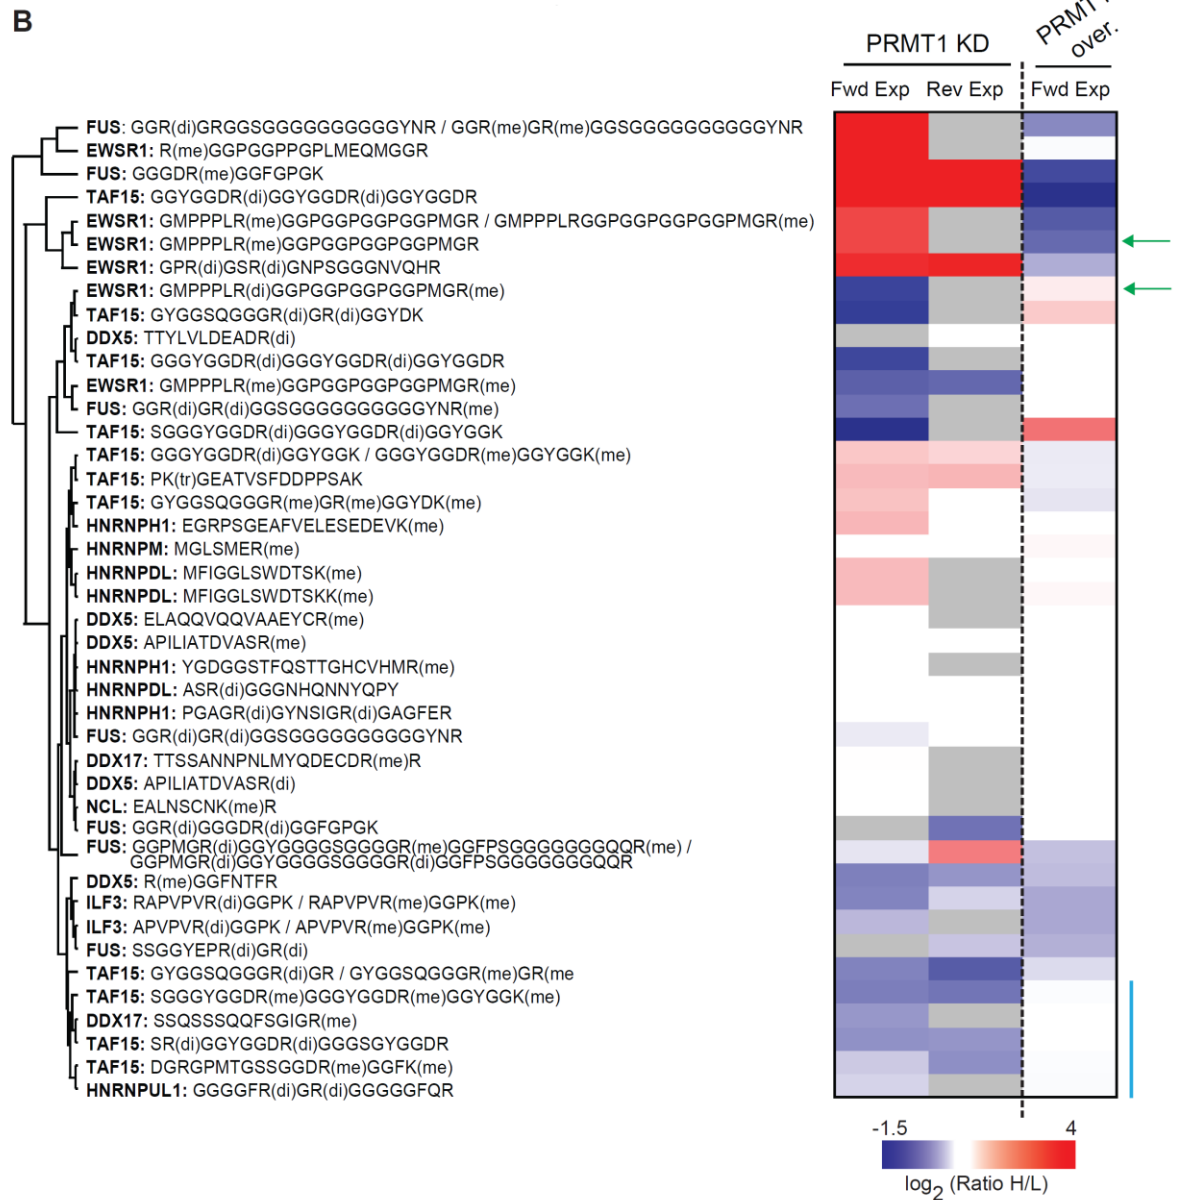 B
PRMT1 KD
PRMT1
over.
Fwd Exp Rev Exp Fwd Exp
FUS: GGR(di)GRGGSGGGGGGGGGGYNR / GGR(me)GR(me)GGSGGGGGGGGGGYNR
EWSR1: R(me)GGPGGPPGPLMEQMGGR
FUS: GGGDR(me)GGFGPGK
TAF15: GGYGGDR(di)GGYGGDR(di)GGYGGDR
EWSR1: GMPPPLR(me)GGPGGPGGPGGPMGR / GMPPPLRGGPGGPGGPGGPMGR(me)
EWSR1: GMPPPLR(me)GGPGGPGGPGGPMGR
EWSR1: GPR(di)GSR(di)GNPSGGGNVQHR
EWSR1: GMPPPLR(di)GGPGGPGGPGGPMGR(me)
TAF15: GYGGSQGGGR(di)GR(di)GGYDK
DDX5: TTYLVLDEADR(di)
TAF15: GGGYGGDR(di)GGGYGGDR(di)GGYGGDR
EWSR1: GMPPPLR(me)GGPGGPGGPGGPMGR(me)
FUS: GGR(di)GR(di)GGSGGGGGGGGGGYNR(me)
TAF15: SGGGYGGDR(di)GGGYGGDR(di)GGYGGK
TAF15: GGGYGGDR(di)GGYGGK / GGGYGGDR(me)GGYGGK(me)
TAF15: PK(tr)GEATVSFDDPPSAK
TAF15: GYGGSQGGGR(me)GR(me)GGYDK(me)
HNRNPH1: EGRPSGEAFVELESEDEVK(me)
HNRNPM: MGLSMER(me)
HNRNPDL: MFIGGLSWDTSK(me)
HNRNPDL: MFIGGLSWDTSKK(me)
DDX5: ELAQQVQQVAAEYCR(me)
DDX5: APILIATDVASR(me)
HNRNPH1: YGDGGSTFQSTTGHCVHMR(me)
HNRNPDL: ASR(di)GGGNHQNNYQPY
HNRNPH1: PGAGR(di)GYNSIGR(di)GAGFER
FUS: GGR(di)GR(di)GGSGGGGGGGGGGYNR
DDX17: TTSSANNPNLMYQDECDR(me)R
DDX5: APILIATDVASR(di)
NCL: EALNSCNK(me)R
FUS: GGR(di)GGGDR(di)GGFGPGK
FUS: GGPMGR(di)GGYGGGGSGGGGR(me)GGFPSGGGGGGGQQR(me) /
GGPMGR(di)GGYGGGGSGGGGR(di)GGFPSGGGGGGGQQR
DDX5: R(me)GGFNTFR
ILF3: RAPVPVR(di)GGPK / RAPVPVR(me)GGPK(me)
ILF3: APVPVR(di)GGPK / APVPVR(me)GGPK(me)
FUS: SSGGYEPR(di)GR(di)
TAF15: GYGGSQGGGR(di)GR / GYGGSQGGGR(me)GR(me
TAF15: SGGGYGGDR(me)GGGYGGDR(me)GGYGGK(me)
DDX17: SSQSSSQQFSGIGR(me)
TAF15: SR(di)GGYGGDR(di)GGGSGYGGDR
TAF15: DGRGPMTGSSGGDR(me)GGFK(me)
HNRNPUL1: GGGGFR(di)GR(di)GGGGGFQR
-1.5 4
log2 (Ratio H/L)